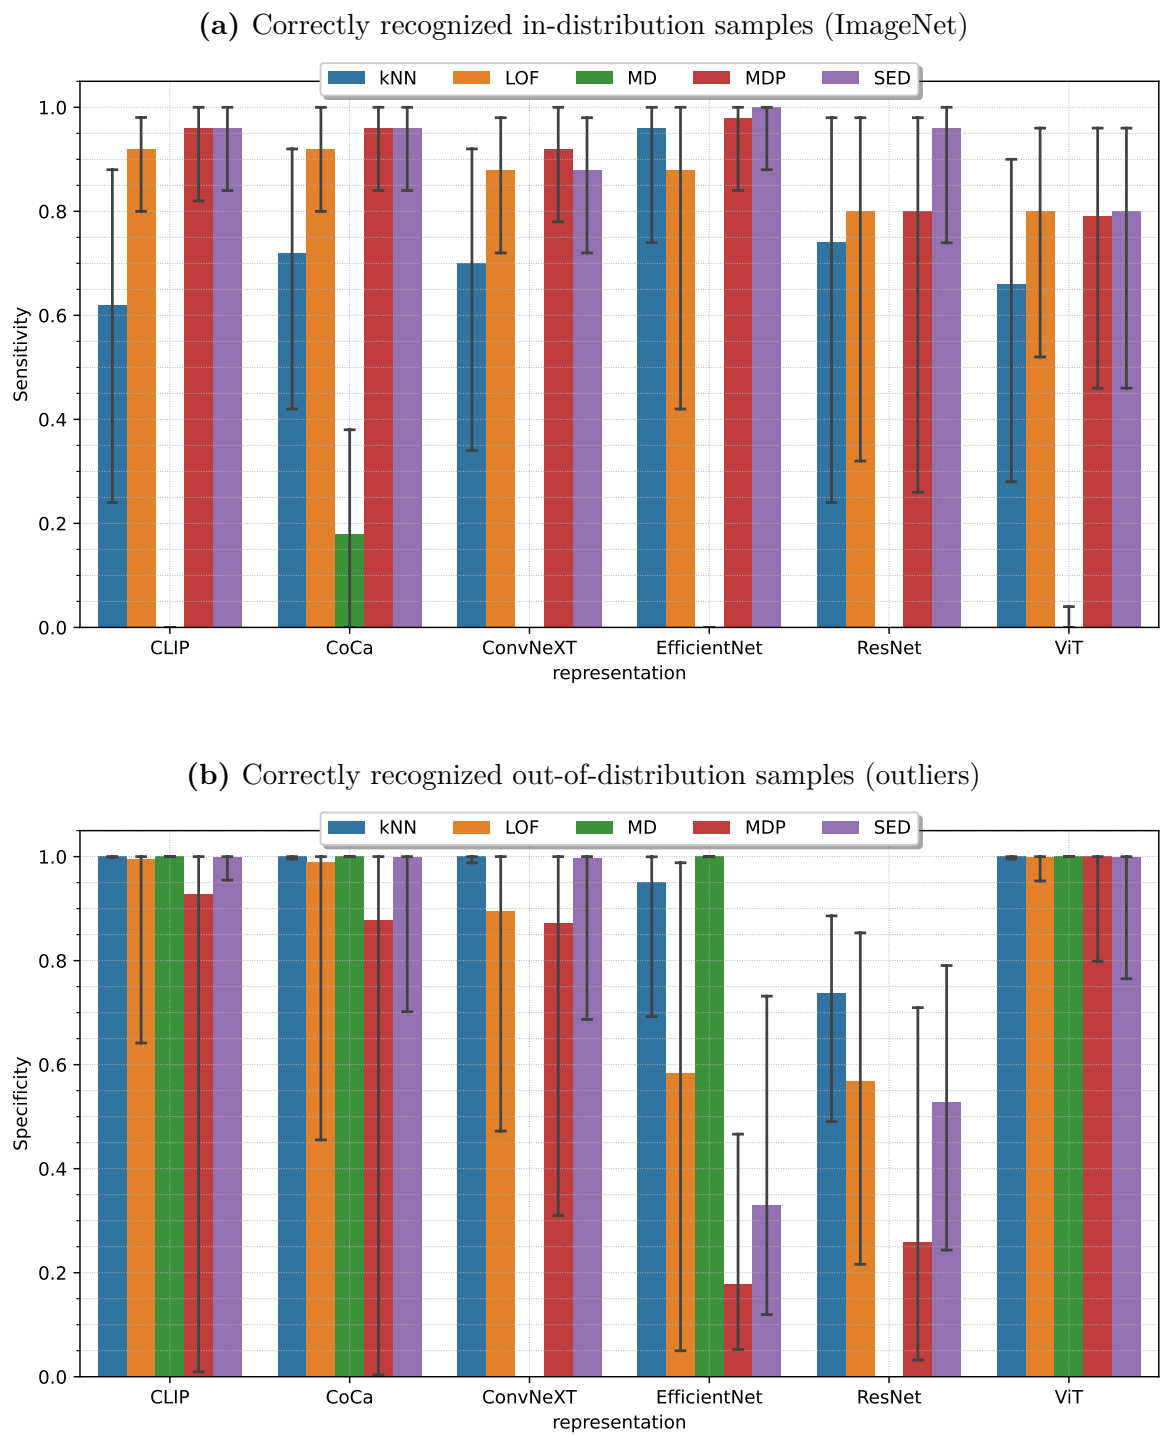 (a) Correctly recognized in-distribution samples (ImageNet)
kNN LOF MD MDP SED
1.0
0.8
0.6
0.4
0.2
0.0
Sensitivity
CLIP CoCa ConvNeXT EfficientNet ResNet ViT
representation
(b) Correctly recognized out-of-distribution samples (outliers)
kNN LOF MD MDP SED
1.0
0.8
0.6
0.4
0.2
0.0
Specificity
CLIP CoCa ConvNeXT EfficientNet ResNet ViT
representation